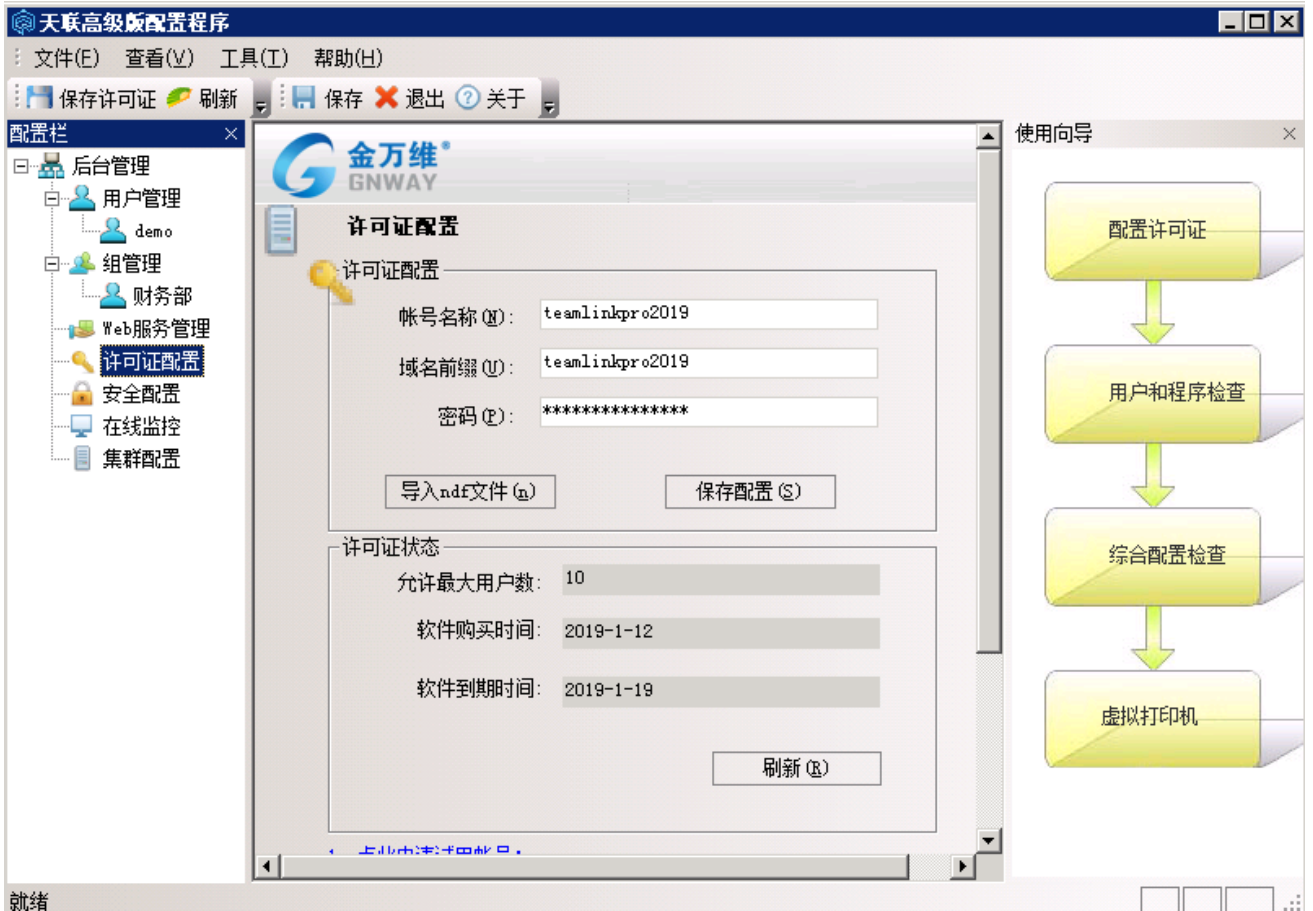 天联高级版配置程序
文件(F) 查看(V) 工具(T) 帮助(H)
保存许可证 刷新 保存 退出 关于
配置栏
后台管理
用户管理
demo
组管理
财务部
Web服务管理
许可证配置
安全配置
在线监控
集群配置
金万维®
GNWAY
许可证配置
许可证配置
帐号名称(N): teamlinkpro2019
域名前缀(U): teamlinkpro2019
密码(P): ***************
导入ndf文件(n) 保存配置(S)
许可证状态
允许最大用户数: 10
软件购买时间: 2019-1-12
软件到期时间: 2019-1-19
刷新(R)
使用向导
配置许可证
用户和程序检查
综合配置检查
虚拟打印机
就绪